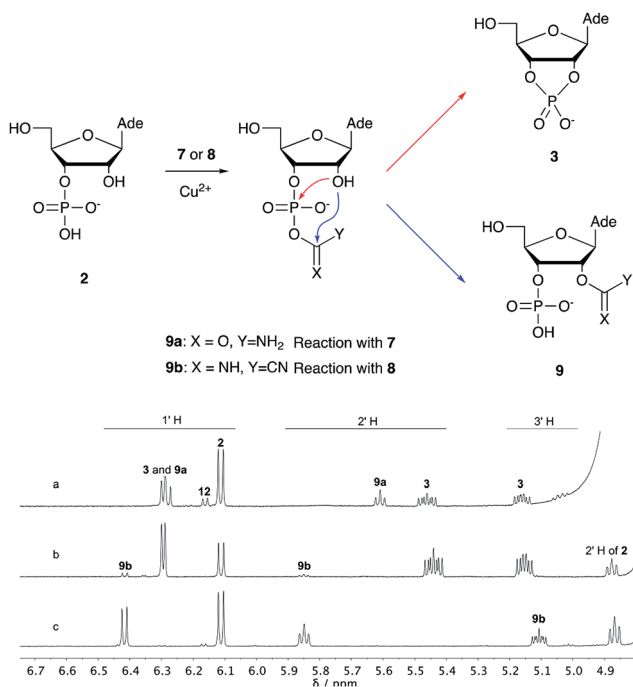 Ade
HO
O
O
O
P
O
O⁻
3
Ade
HO
O
O
OH
O=P-O⁻
OH
2
7 or 8
Cu²⁺
Ade
HO
O
O
OH
O=P-O⁻
O
Y
X
Ade
HO
O
O
O
Y
O=P-O⁻
X
OH
9
9a: X = O, Y=NH₂ Reaction with 7
9b: X = NH, Y=CN Reaction with 8
1' H
2' H
3' H
2
3 and 9a
12
9a
3
3
a
9b
9b
2' H of 2
b
9b
c
6.7 6.6 6.5 6.4 6.3 6.2 6.1 6.0 5.9 5.8 5.7 5.6 5.5 5.4 5.3 5.2 5.1 5.0 4.9
δ / ppm